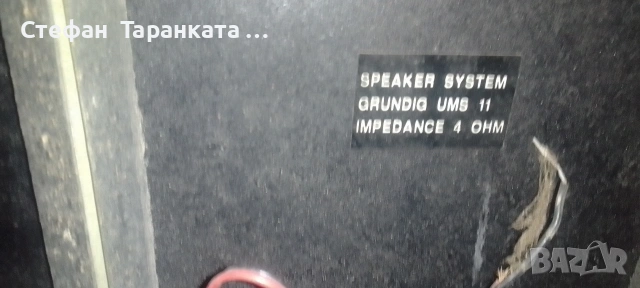 Стефан Таранката ...
SPEAKER SYSTEM
GRUNDIG UMS 11
IMPEDANCE 4 OHM
BAZAR